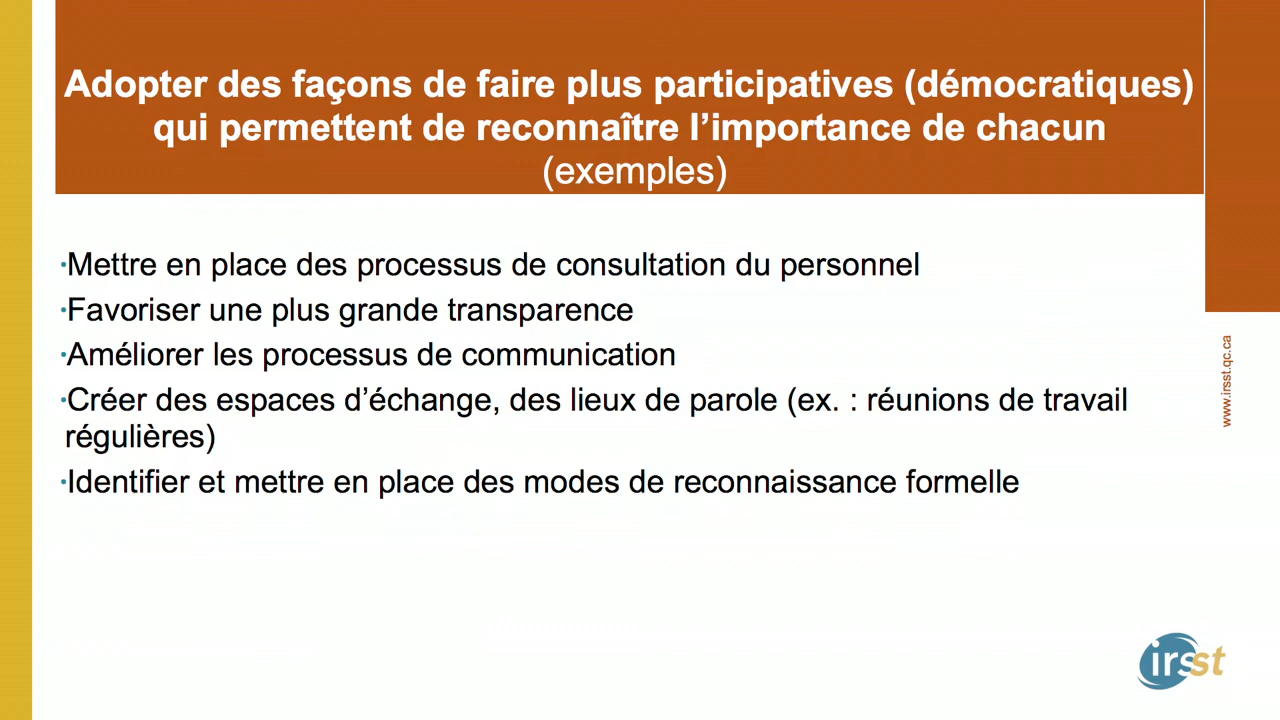 Adopter des façons de faire plus participatives (démocratiques)
qui permettent de reconnaître l’importance de chacun
(exemples)
·Mettre en place des processus de consultation du personnel
·Favoriser une plus grande transparence
·Améliorer les processus de communication
·Créer des espaces d’échange, des lieux de parole (ex. : réunions de travail
régulières)
·Identifier et mettre en place des modes de reconnaissance formelle
www.irsst.qc.ca
irsst